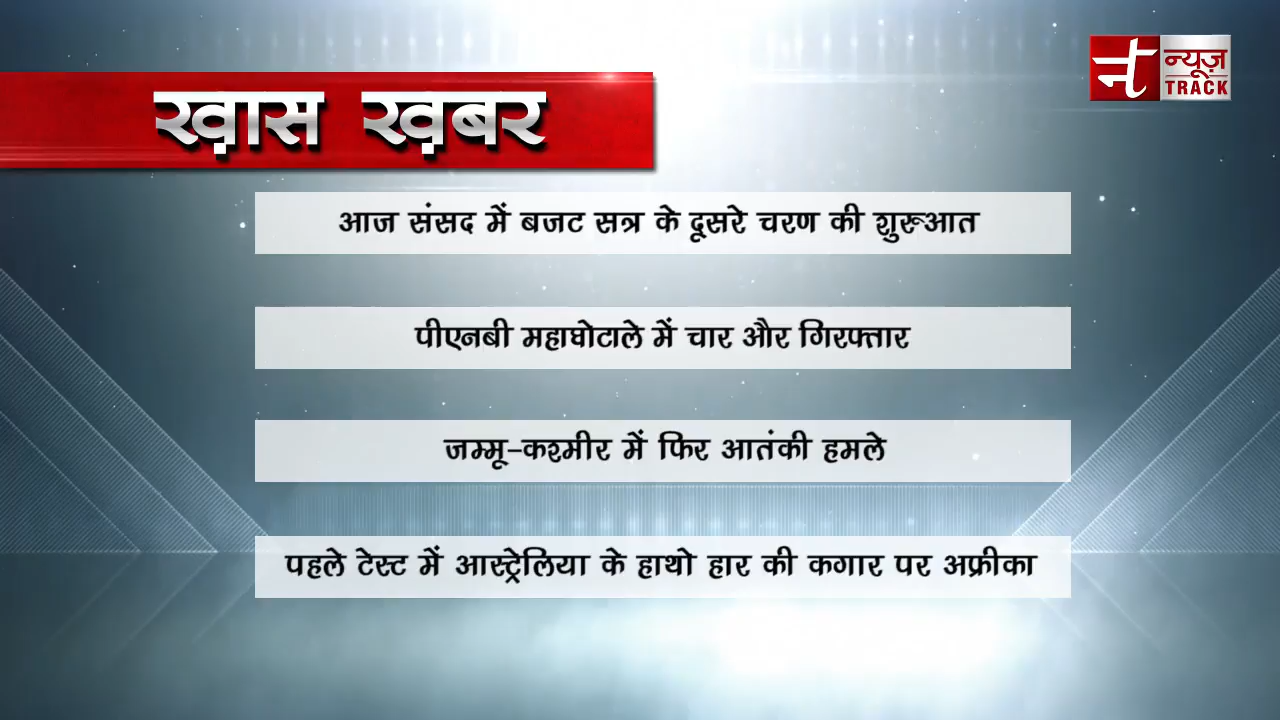 न्यूज़
TRACK
ख़ास ख़बर
आज संसद में बजट सत्र के दूसरे चरण की शुरूआत
पीएनबी महाघोटाले में चार और गिरफ्तार
जम्मू-कश्मीर में फिर आतंकी हमले
पहले टेस्ट में आस्ट्रेलिया के हाथो हार की कगार पर अफ्रीका